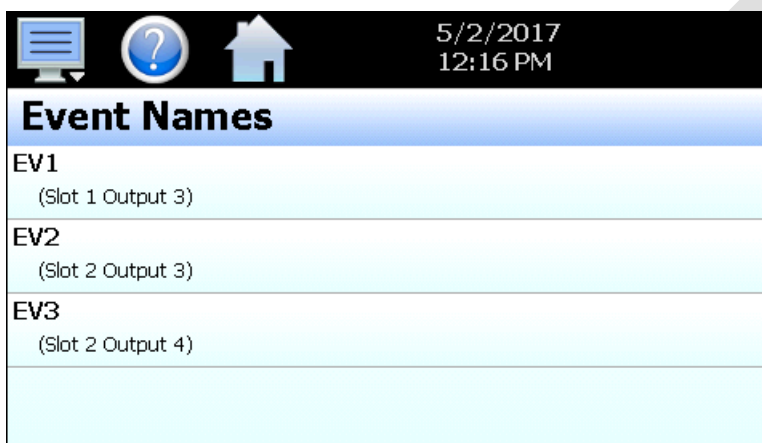 5/2/2017
12:16 PM
Event Names
EV1
(Slot 1 Output 3)
EV2
(Slot 2 Output 3)
EV3
(Slot 2 Output 4)